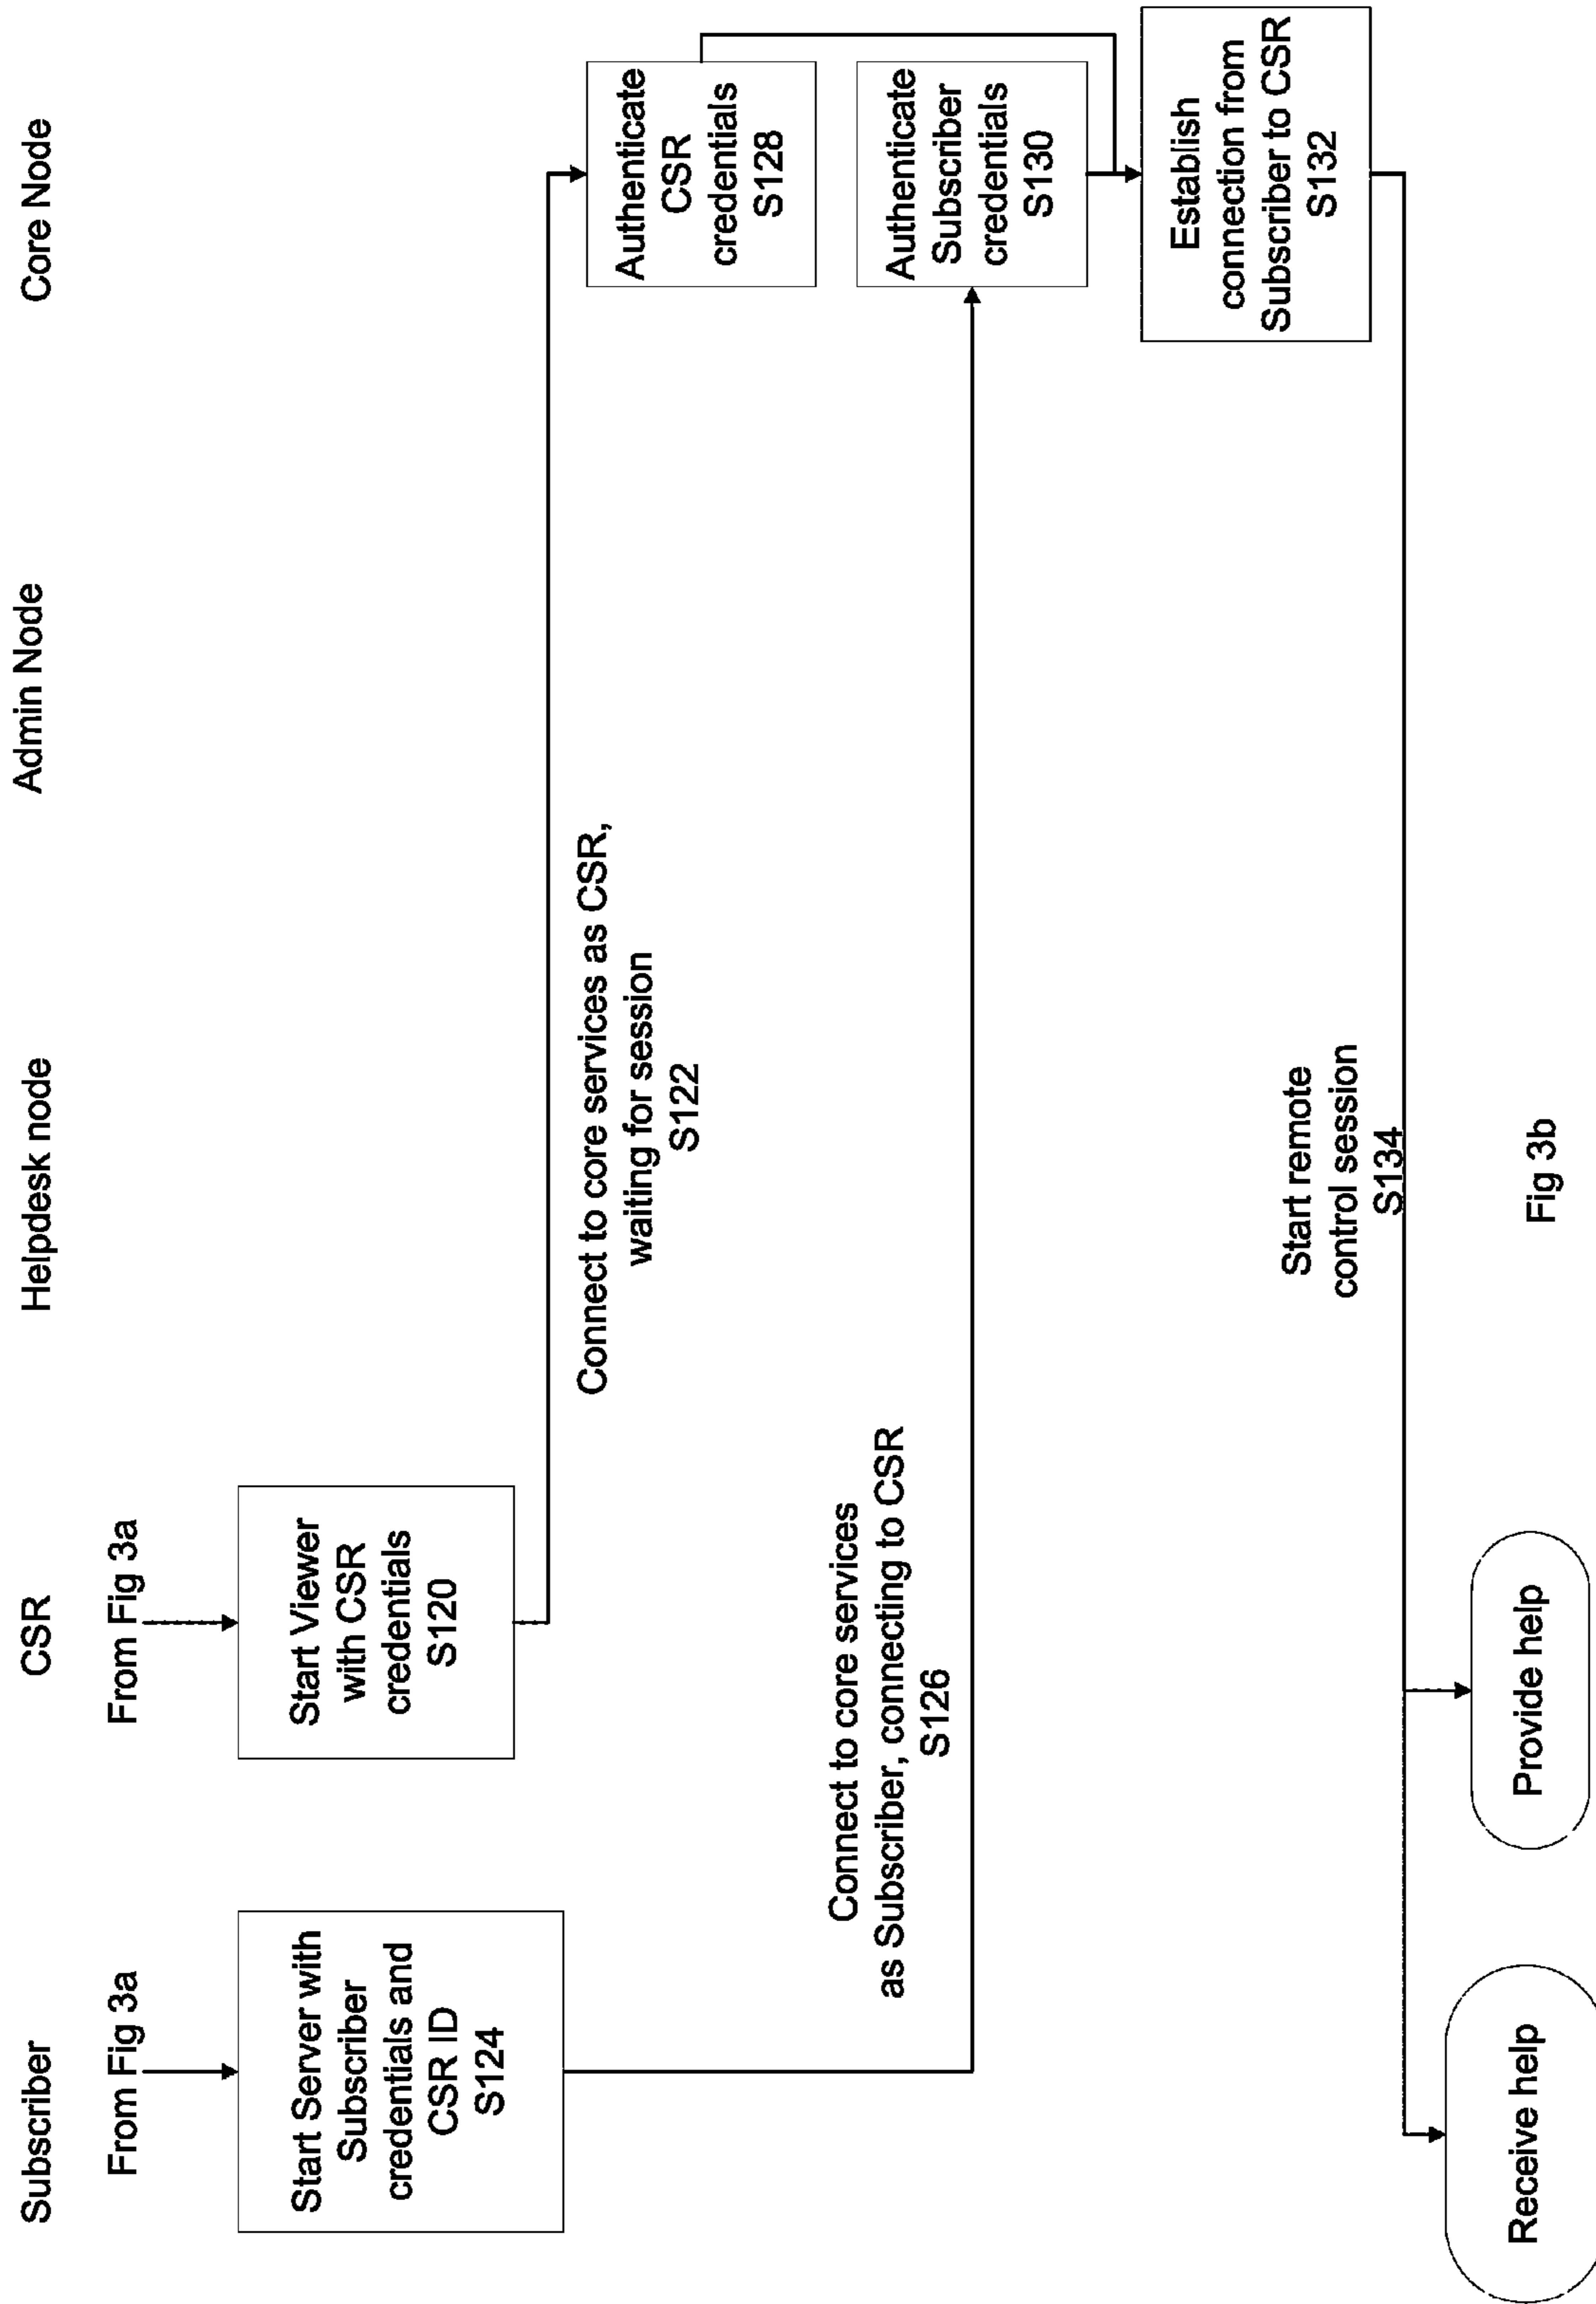 Subscriber
CSR
Helpdesk node
Admin Node
Core Node
From Fig 3a
From Fig 3a
Start Server with
Subscriber
credentials and
CSR ID
S124
Start Viewer
with CSR
credentials
S120
Connect to core services as CSR,
waiting for session
S122
Authenticate
CSR
credentials
S128
Connect to core services
as Subscriber, connecting to CSR
S126
Authenticate
Subscriber
credentials
S130
Establish
connection from
Subscriber to CSR
S132
Start remote
control session
S134
Receive help
Provide help
Fig 3b